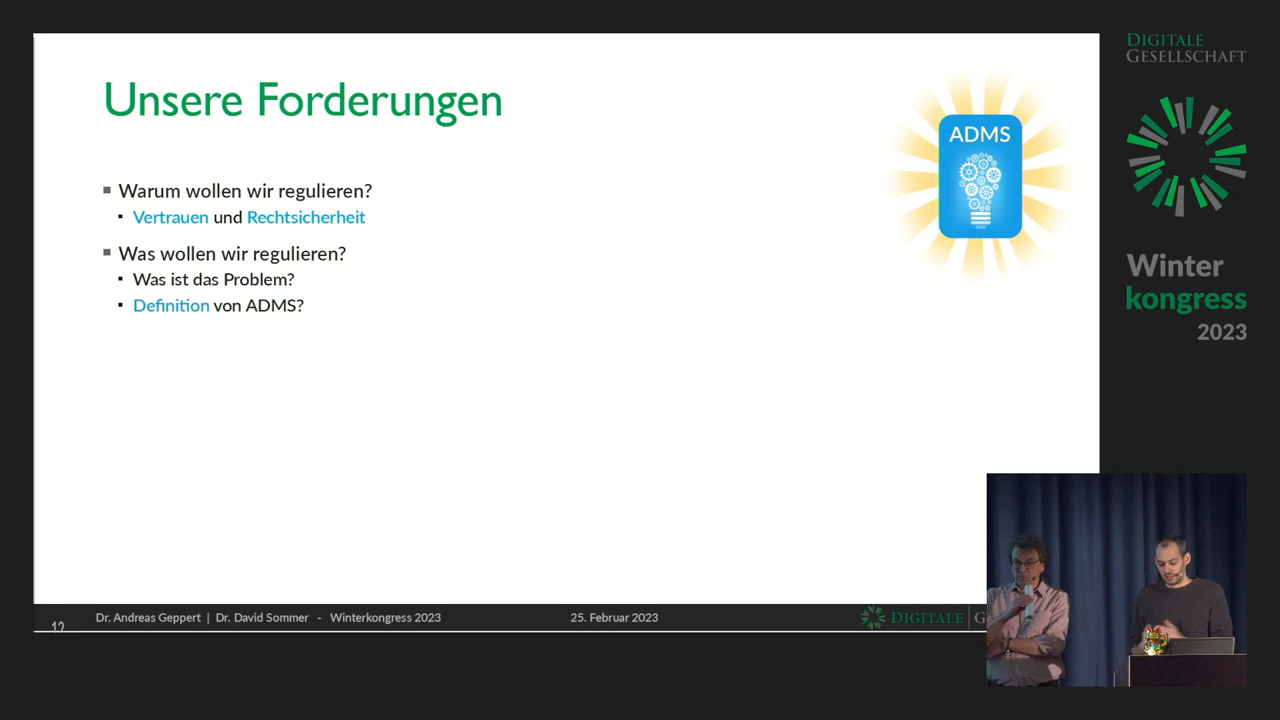 Unsere Forderungen
ADMS
Warum wollen wir regulieren?
Vertrauen und Rechtsicherheit
Was wollen wir regulieren?
Was ist das Problem?
Definition von ADMS?
12
Dr. Andreas Geppert | Dr. David Sommer - Winterkongress 2023
25. Februar 2023
DIGITALE G
DIGITALE
GESELLSCHAFT
Winter
kongress
2023